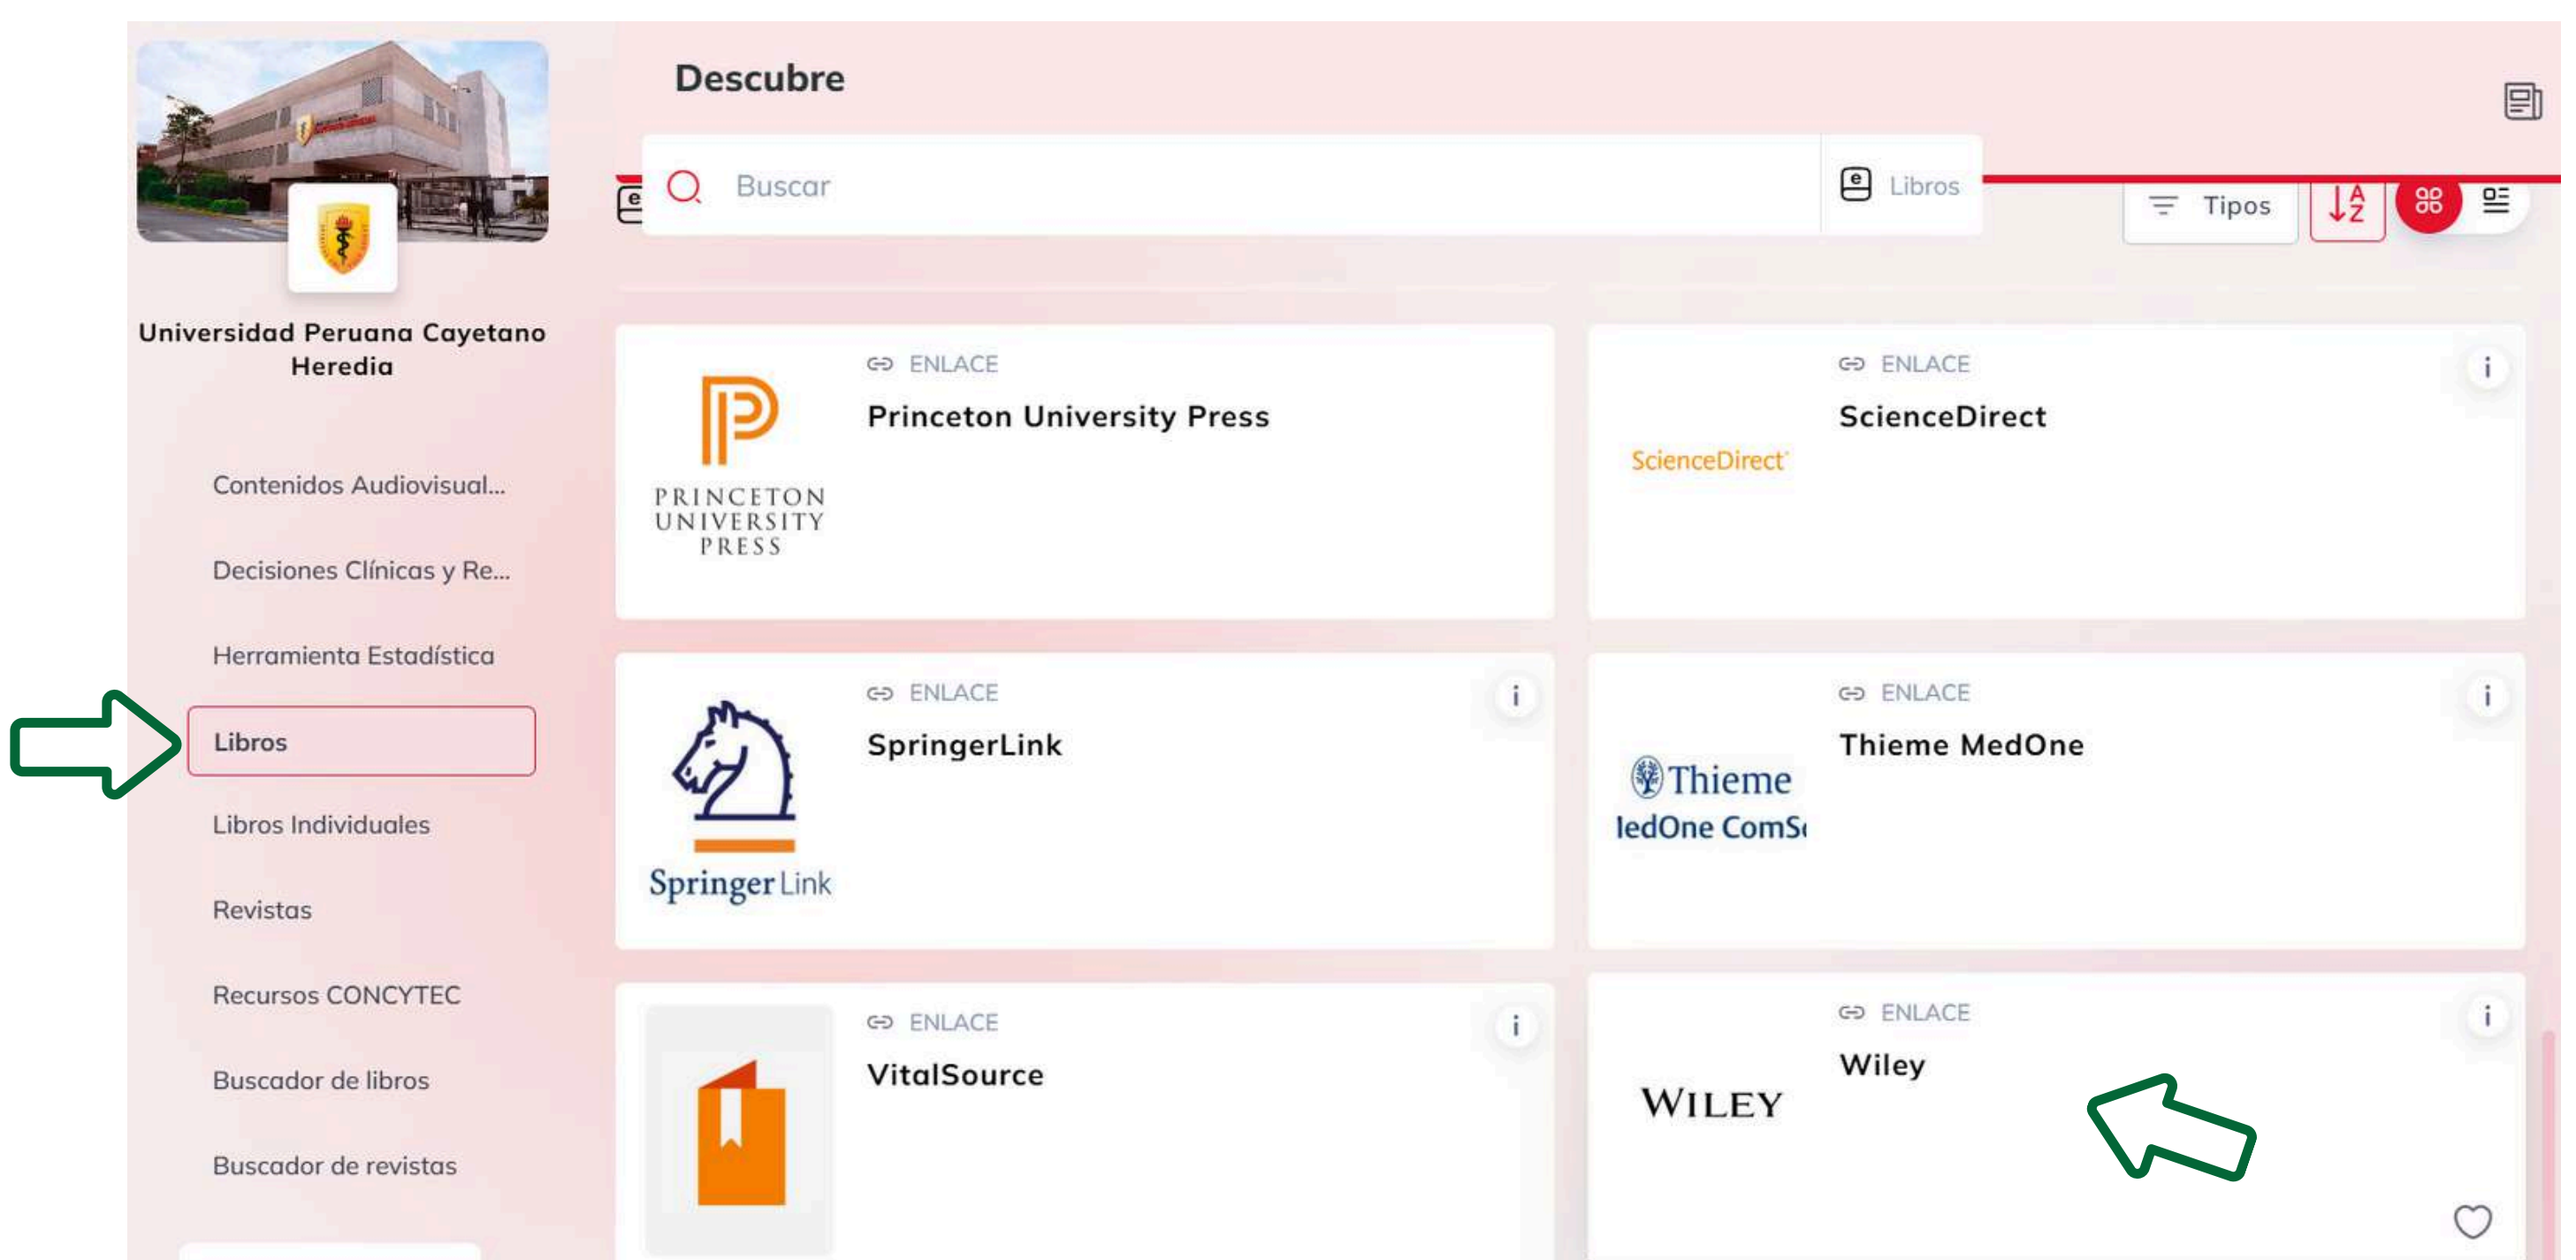 Descubre
Buscar
e
Libros
Tipos
A
Z
Universidad Peruana Cayetano
Heredia
Contenidos Audiovisual...
Decisiones Clínicas y Re...
Herramienta Estadística
Libros
Libros Individuales
Revistas
Recursos CONCYTEC
Buscador de libros
Buscador de revistas
ENLACE
Princeton University Press
P
PRINCETON
UNIVERSITY
PRESS
ENLACE
i
ScienceDirect
ScienceDirect
ENLACE
i
SpringerLink
Springer Link
ENLACE
i
Thieme MedOne
Thieme
ledOne ComSc
ENLACE
i
VitalSource
ENLACE
i
Wiley
WILEY